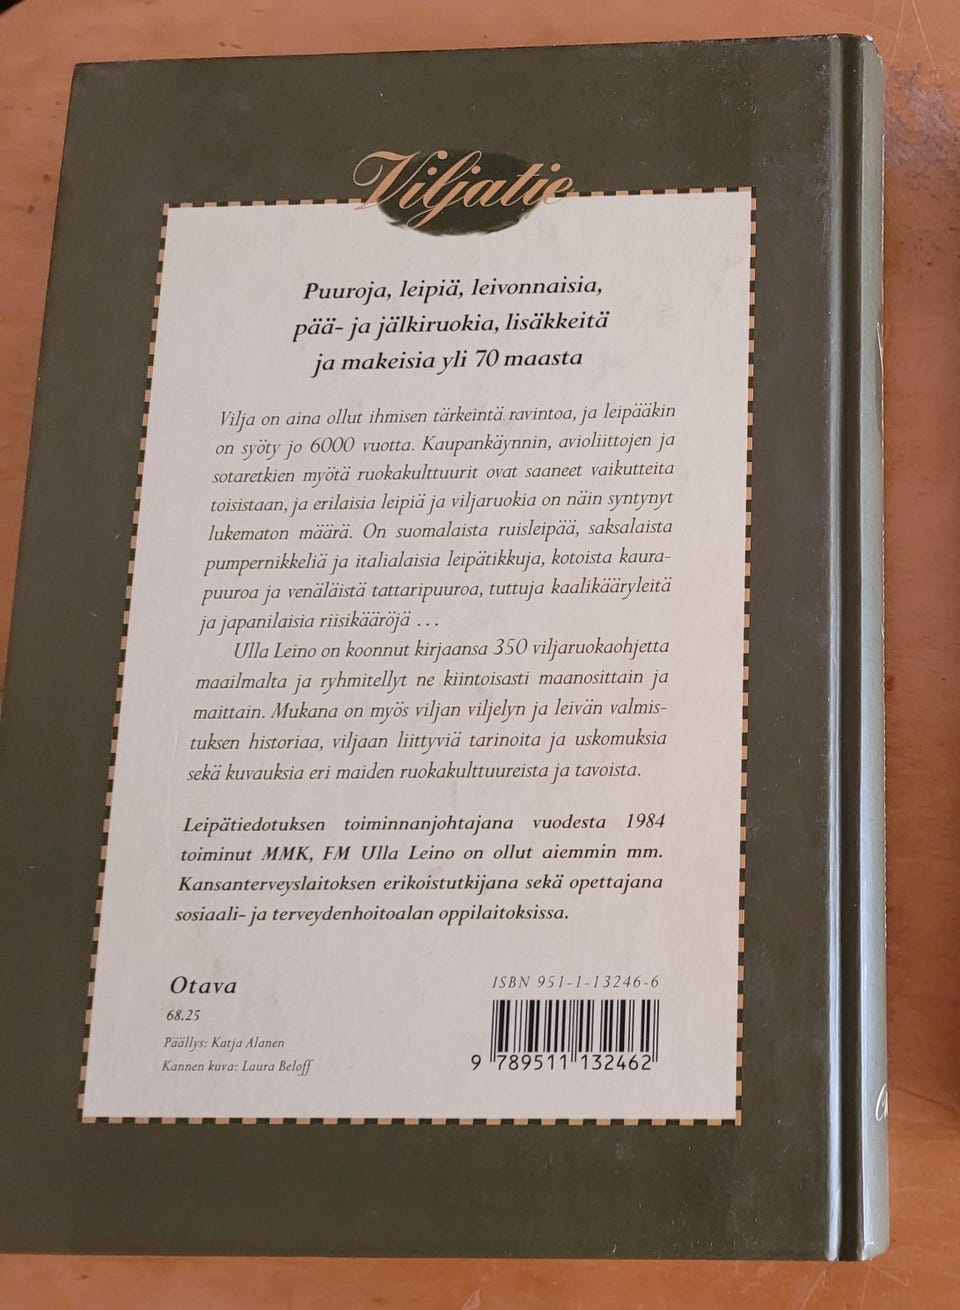 Viljatie
Puuroja, leipiä, leivonnaisia,
pää- ja jälkiruokia, lisäkkeitä
ja makeisia yli 70 maasta
Vilja on aina ollut ihmisen tärkeintä ravintoa, ja leipääkin
on syöty jo 6000 vuotta. Kaupankäynnin, avioliittojen ja
sotaretkien myötä ruokakulttuurit ovat saaneet vaikutteita
toisistaan, ja erilaisia leipiä ja viljaruokia on näin syntynyt
lukematon määrä. On suomalaista ruisleipää, saksalaista
pumpernikkeliä ja italialaisia leipätikkuja, kotoista kaura-
puuroa ja venäläistä tattaripuuroa, tuttuja kaalikääryleitä
ja japanilaisia riisikääröjä ...
Ulla Leino on koonnut kirjaansa 350 viljaruokaohjetta
maailmalta ja ryhmitellyt ne kiintoisasti maanosittain ja
maittain. Mukana on myös viljan viljelyn ja leivän valmis-
tuksen historiaa, viljaan liittyviä tarinoita ja uskomuksia
sekä kuvauksia eri maiden ruokakulttuureista ja tavoista.
Leipätiedotuksen toiminnanjohtajana vuodesta 1984
toiminut MMK, FM Ulla Leino on ollut aiemmin mm.
Kansanterveyslaitoksen erikoistutkijana sekä opettajana
sosiaali- ja terveydenhoitoalan oppilaitoksissa.
Otava
68.25
Päällys: Katja Alanen
Kannen kuva: Laura Beloff
ISBN 951-1-13246-6
9 789511 132462